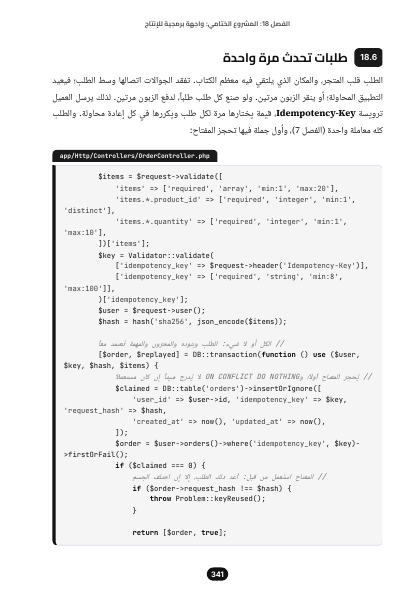 الفصل 18: المشروع الختامي: واجهة برمجية للإنتاج
18.6 طلبات تحدث مرة واحدة
الطلب قلب المتجر، والمكان الذي يلتقي فيه معظم الكتاب. تفقد الجوالات اتصالها وسط الطلب؛ فيعيد
التطبيق المحاولة؛ أو ينقر الزبون مرتين. ولو صنع كل طلب طلباً، لدفع الزبون مرتين. لذلك يرسل العميل
ترويسة Idempotency-Key، قيمة يختارها مرة لكل طلب ويكررها في كل إعادة محاولة. والطلب
كله معاملة واحدة (الفصل 7)، وأول جملة فيها تحجز المفتاح:
app/Http/Controllers/OrderController.php
$items = $request->validate([
'items' => ['required', 'array', 'min:1', 'max:20'],
'items.*.product_id' => ['required', 'integer', 'min:1',
'distinct'],
'items.*.quantity' => ['required', 'integer', 'min:1',
'max:10'],
])['items'];
$key = Validator::validate(
['idempotency_key' => $request->header('Idempotency-Key')],
['idempotency_key' => ['required', 'string', 'min:8',
'max:100']],
)['idempotency_key'];
$user = $request->user();
$hash = hash('sha256', json_encode($items));
// الكل أو لا شيء: الطلب وبنوده والمخزون والمهمة تُعتمد معاً
[$order, $replayed] = DB::transaction(function () use ($user,
$key, $hash, $items) {
// يُحجز المفتاح أولاً؛ وON CONFLICT DO NOTHING لا يُدرج صفاً إن كان مستعملاً
$claimed = DB::table('orders')->insertOrIgnore([
'user_id' => $user->id, 'idempotency_key' => $key,
'request_hash' => $hash,
'created_at' => now(), 'updated_at' => now(),
]);
$order = $user->orders()->where('idempotency_key', $key)-
>firstOrFail();
if ($claimed === 0) {
// المفتاح استُعمل من قبل: أعد ذلك الطلب، إلا إن اختلف الجسم
if ($order->request_hash !== $hash) {
throw Problem::keyReused();
}
return [$order, true];
341